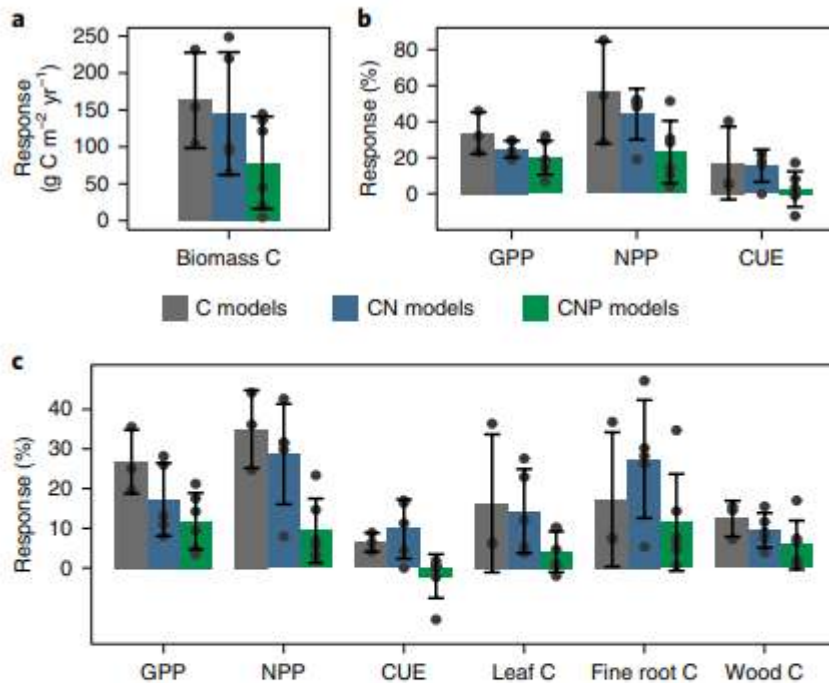 a
250
200
150
100
50
0
Response
(g C m⁻² yr⁻¹)
Biomass C
b
80
60
40
20
0
Response (%)
GPP NPP CUE
C models CN models CNP models
c
40
30
20
10
0
Response (%)
GPP NPP CUE Leaf C Fine root C Wood C